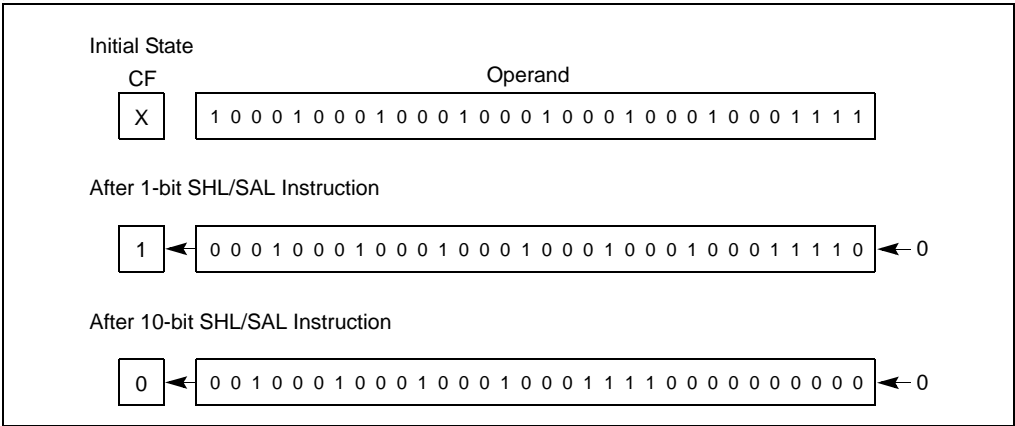 Initial State
CF Operand
X 1 0 0 0 1 0 0 0 1 0 0 0 1 0 0 0 1 0 0 0 1 0 0 0 1 0 0 0 1 1 1 1
After 1-bit SHL/SAL Instruction
1 0 0 0 1 0 0 0 1 0 0 0 1 0 0 0 1 0 0 0 1 0 0 0 1 0 0 0 1 1 1 1 0 0
After 10-bit SHL/SAL Instruction
0 0 0 1 0 0 0 1 0 0 0 1 0 0 0 1 0 0 0 1 1 1 1 0 0 0 0 0 0 0 0 0 0 0